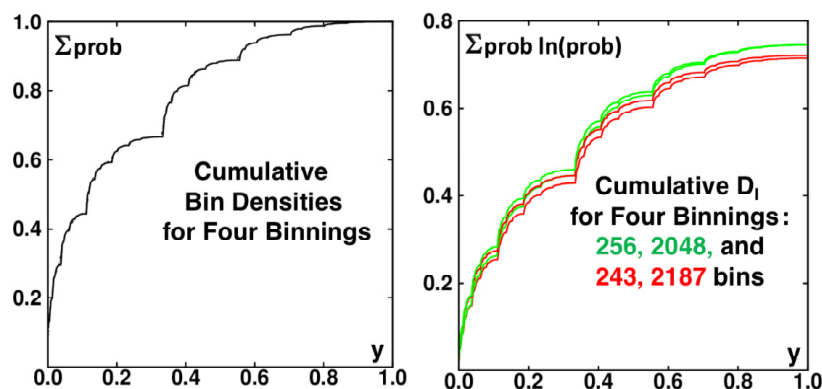 Σprob
1.0
0.8
0.6
0.4
0.2
Cumulative
Bin Densities
for Four Binnings
y
0.0 0.2 0.4 0.6 0.8 1.0
0.8
Σprob ln(prob)
0.6
0.4
0.2
Cumulative D_I
for Four Binnings:
256, 2048, and
243, 2187 bins
y
0.0 0.2 0.4 0.6 0.8 1.0